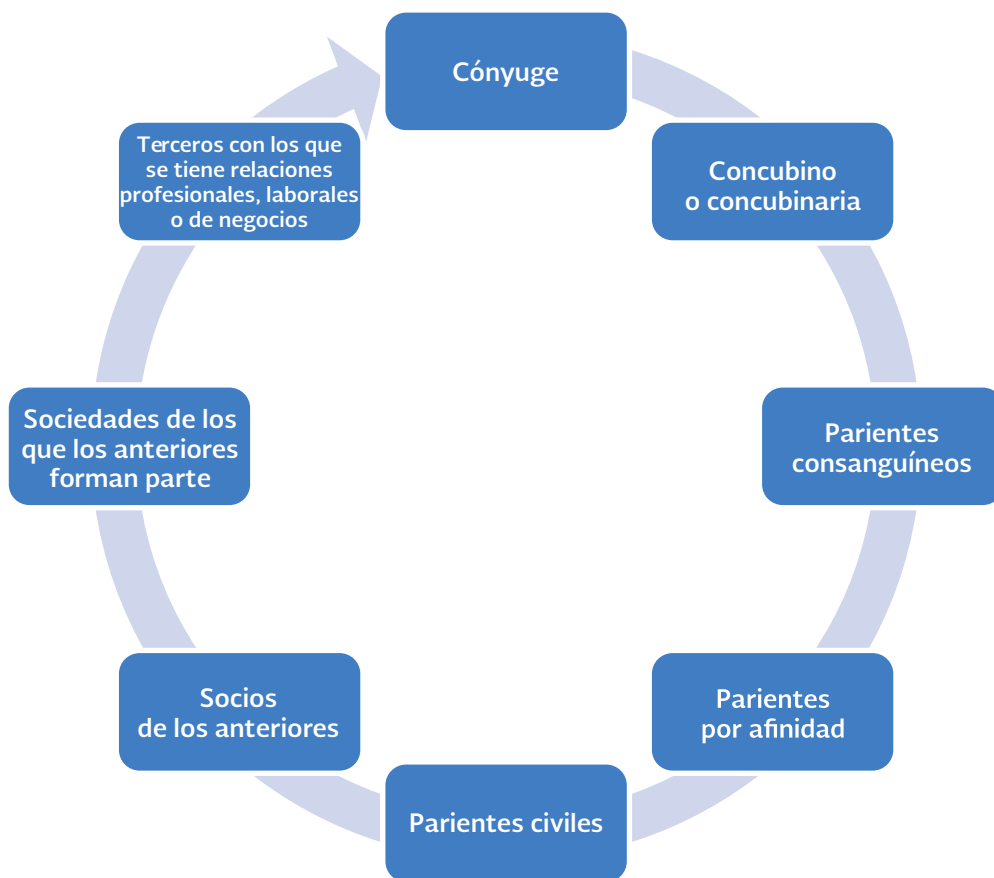 Cónyuge
Concubino
o concubinaria
Parientes
consanguíneos
Parientes
por afinidad
Parientes civiles
Socios
de los anteriores
Sociedades de los
que los anteriores
forman parte
Terceros con los que
se tiene relaciones
profesionales, laborales
o de negocios